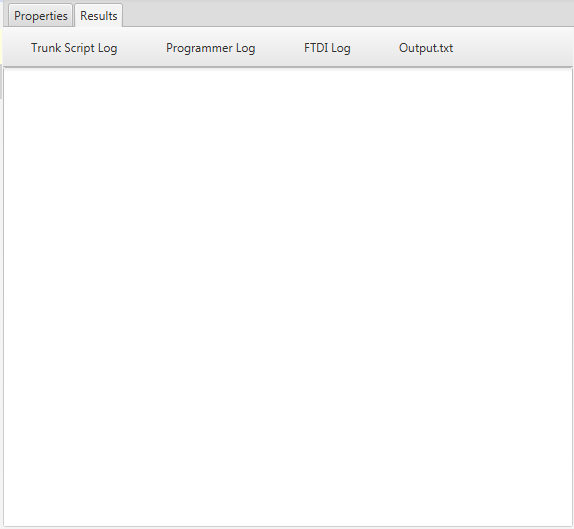 Properties Results
Trunk Script Log Programmer Log FTDI Log Output.txt